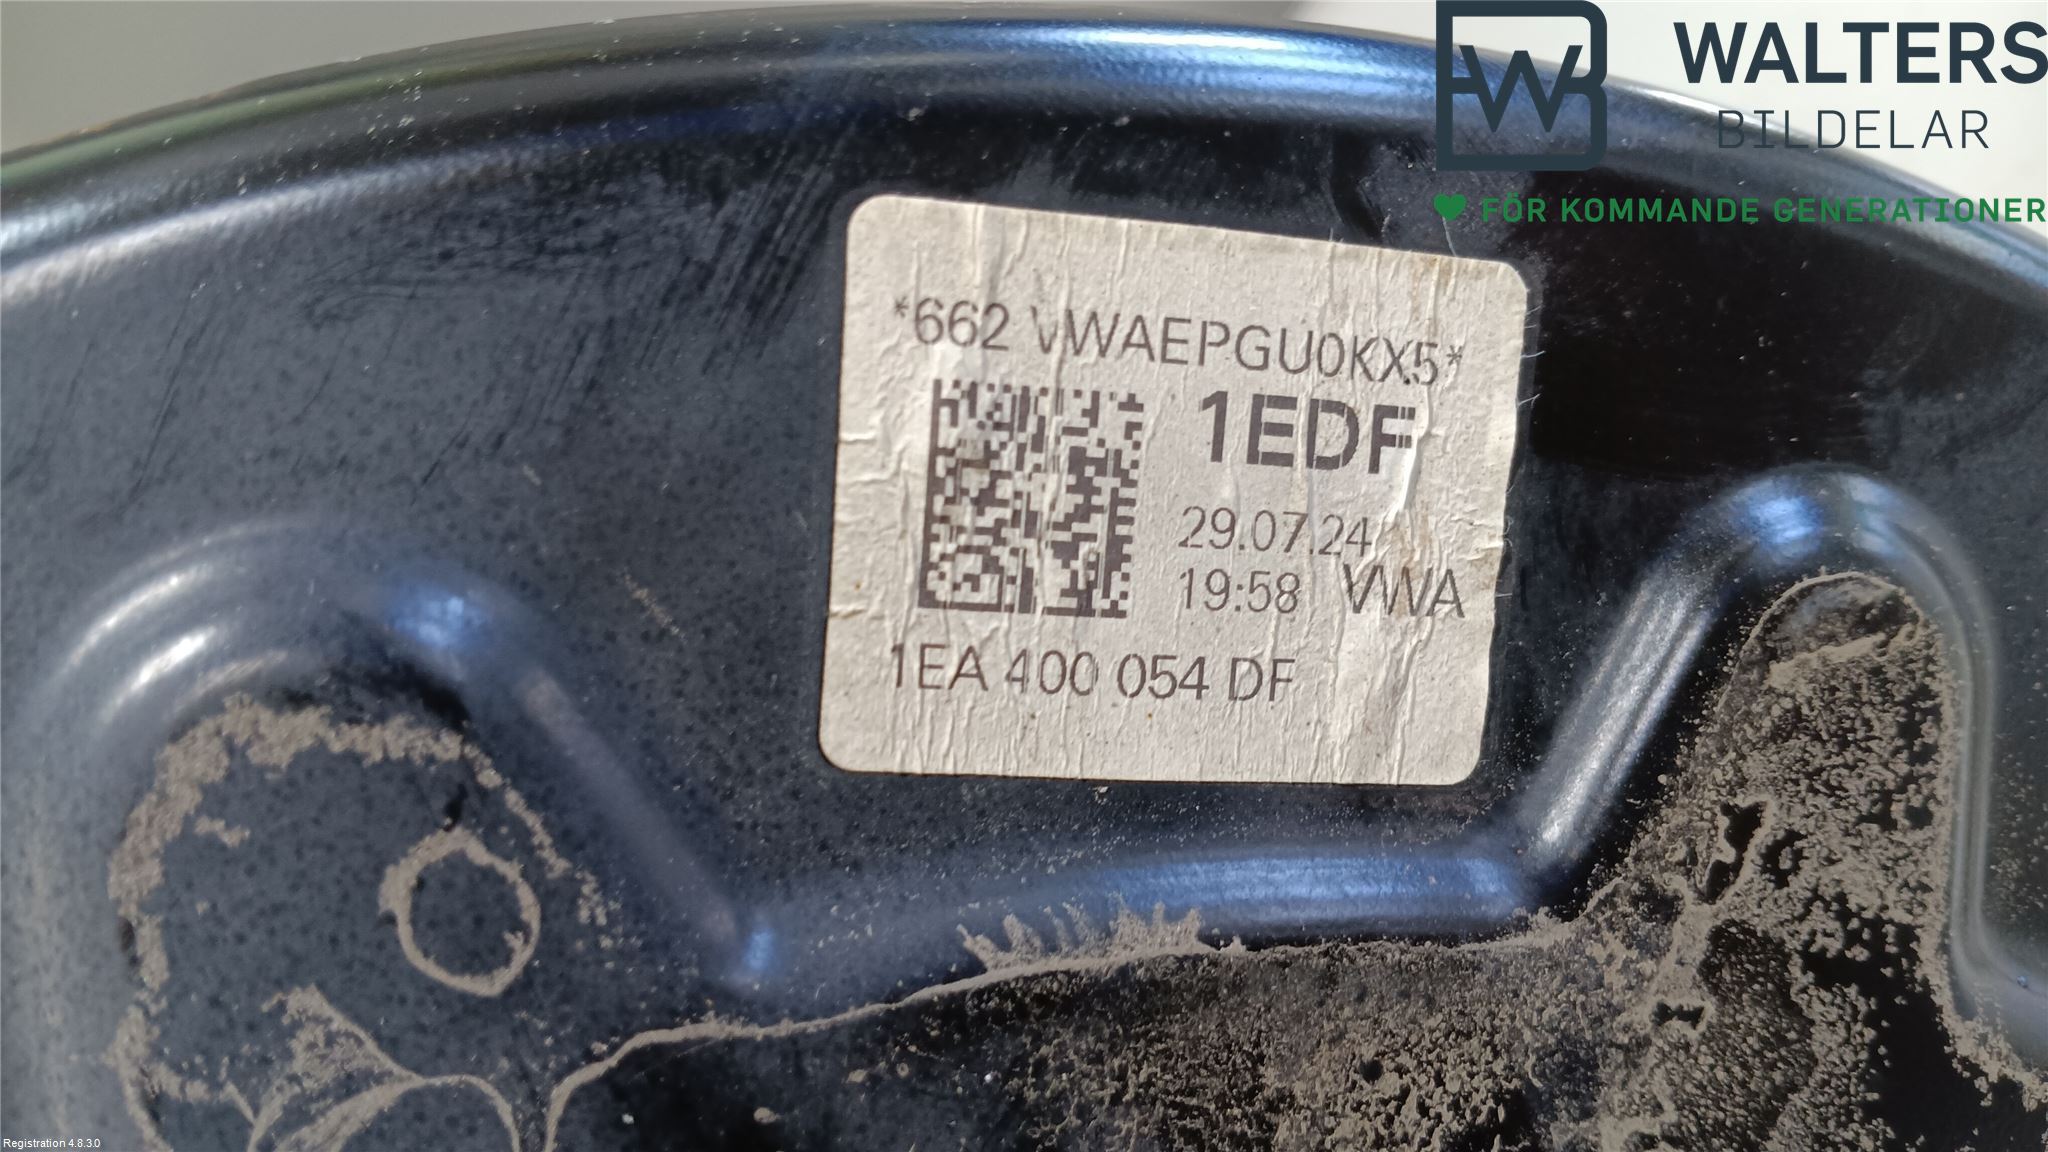 WALTERS
BILDELAR
FÖR KOMMANDE GENERATIONER
*662 VWAEPGU0KX5*
1EDF
29.07.24
19:58 VWA
1EA 400 054 DF
Registration 4.8.3.0